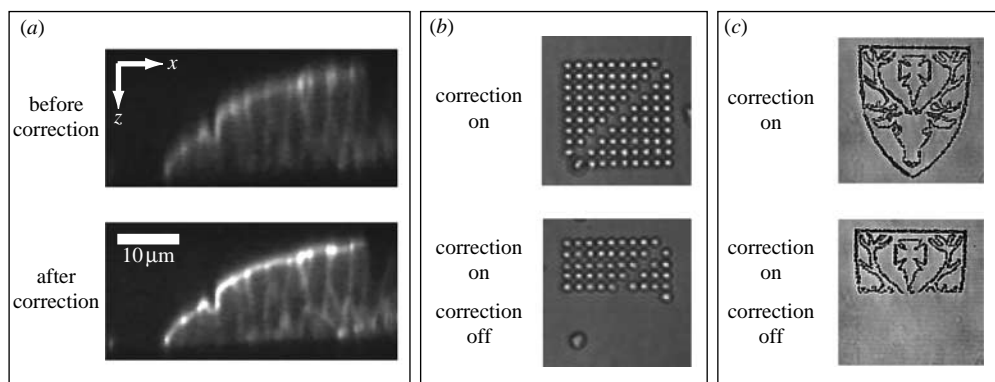 (a)
x
z
before
correction
10 µm
after
correction
(b)
correction
on
correction
on
correction
off
(c)
correction
on
correction
on
correction
off